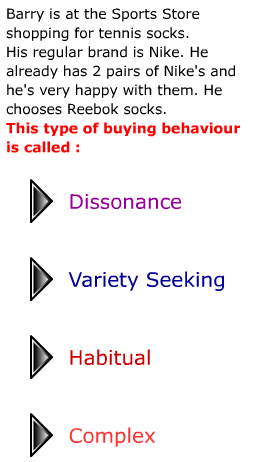 Barry is at the Sports Store
shopping for tennis socks.
His regular brand is Nike. He
already has 2 pairs of Nike's and
he's very happy with them. He
chooses Reebok socks.
This type of buying behaviour
is called :
Dissonance
Variety Seeking
Habitual
Complex